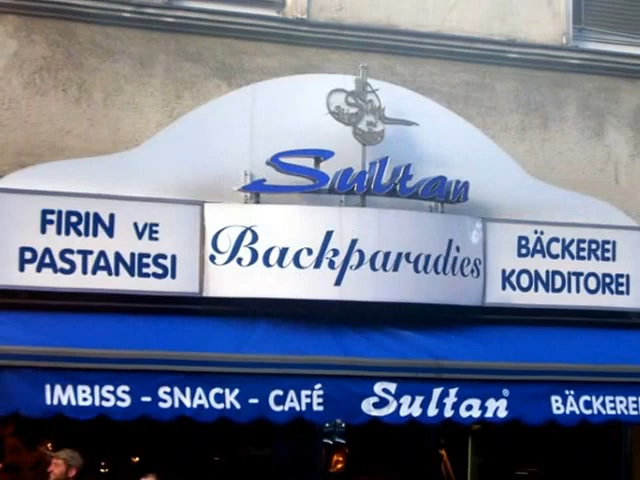 Sultan
FIRIN VE
PASTANESI
Backparadies
BÄCKEREI
KONDITOREI
IMBISS - SNACK - CAFÉ Sultan® BÄCKEREI